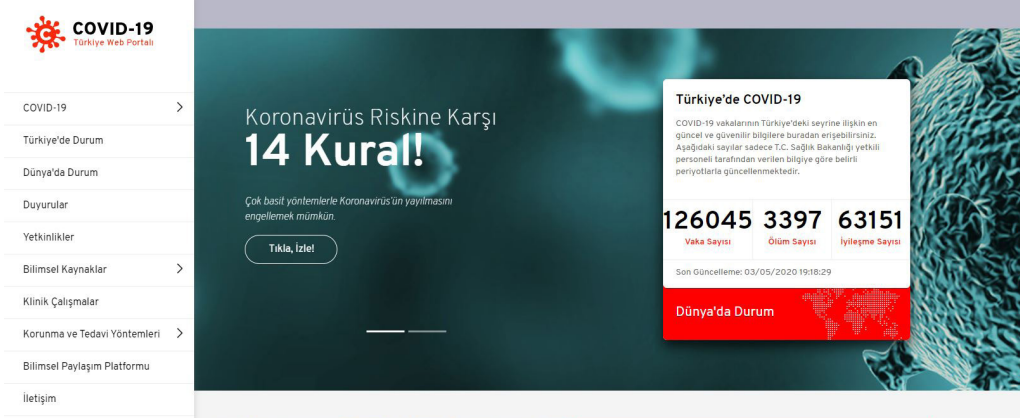 COVID-19
Türkiye Web Portalı
COVID-19
Türkiye'de Durum
Dünya'da Durum
Duyurular
Yetkinlikler
Bilimsel Kaynaklar
Klinik Çalışmalar
Korunma ve Tedavi Yöntemleri
Bilimsel Paylaşım Platformu
İletişim
Koronavirüs Riskine Karşı
14 Kural!
Çok basit yöntemlerle Koronavirüs'ün yayılmasını
engellemek mümkün.
Tıkla, İzle!
Türkiye'de COVID-19
COVID-19 vakalarının Türkiye'deki seyrine ilişkin en
güncel ve güvenilir bilgilere buradan erişebilirsiniz.
Aşağıdaki sayılar sadece T.C. Sağlık Bakanlığı yetkili
personeli tarafından verilen bilgiye göre belirli
periyotlarla güncellenmektedir.
126045 3397 63151
Vaka Sayısı Ölüm Sayısı İyileşme Sayısı
Son Güncelleme: 03/05/2020 19:18:29
Dünya'da Durum